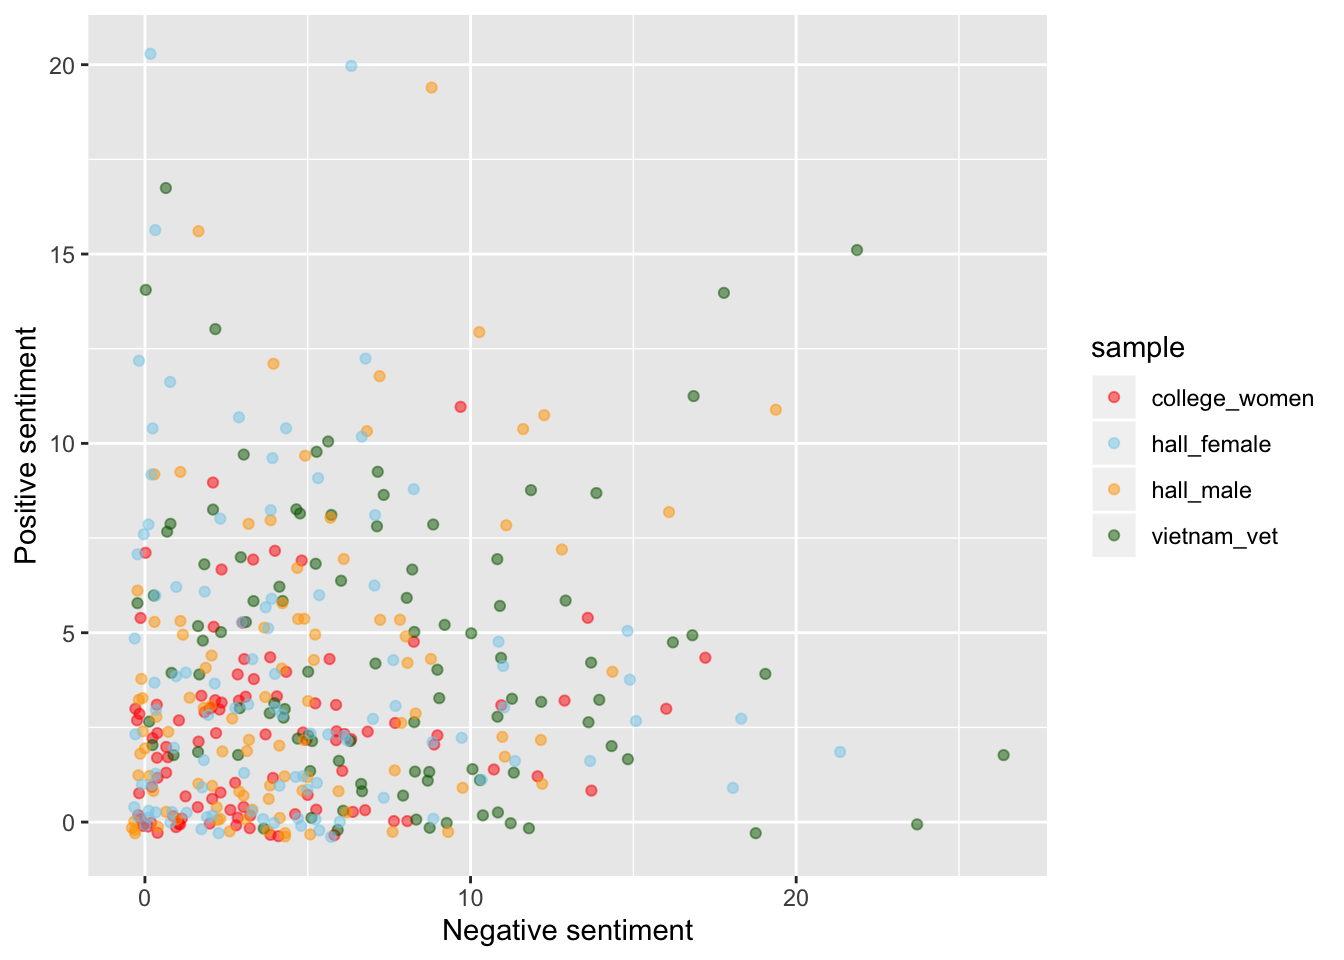 20
15
10
5
0
0
10
20
Positive sentiment
Negative sentiment
sample
college_women
hall_female
hall_male
vietnam_vet